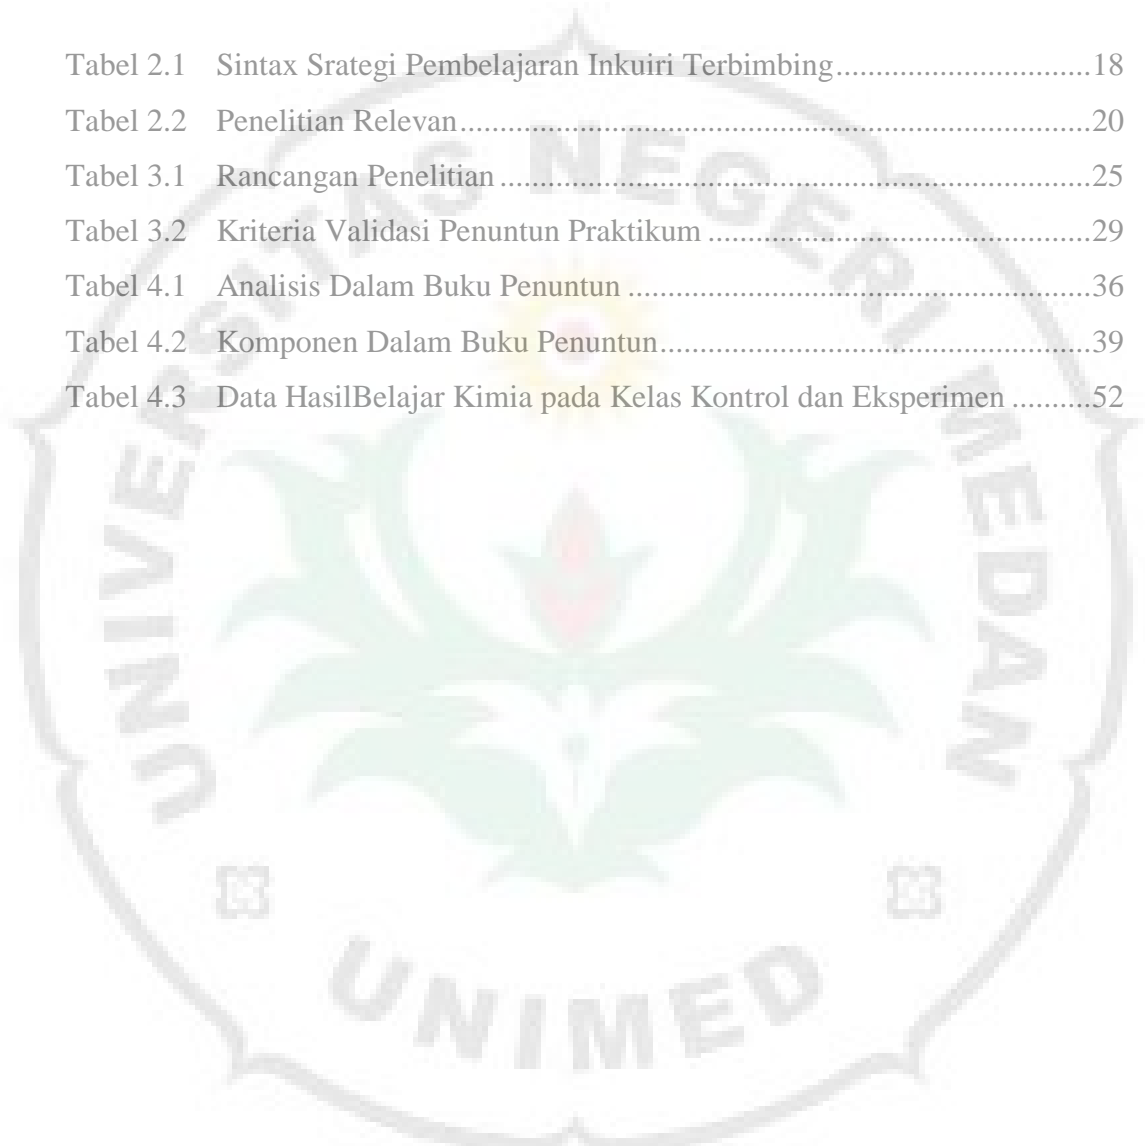 Tabel 2.1 Sintax Srategi Pembelajaran Inkuiri Terbimbing.............................18
Tabel 2.2 Penelitian Relevan.............................................................................20
Tabel 3.1 Rancangan Penelitian ........................................................................25
Tabel 3.2 Kriteria Validasi Penuntun Praktikum ..............................................29
Tabel 4.1 Analisis Dalam Buku Penuntun ........................................................36
Tabel 4.2 Komponen Dalam Buku Penuntun....................................................39
Tabel 4.3 Data HasilBelajar Kimia pada Kelas Kontrol dan Eksperimen ..........52
UNIVERSITAS NEGERI MEDAN
UNIMED